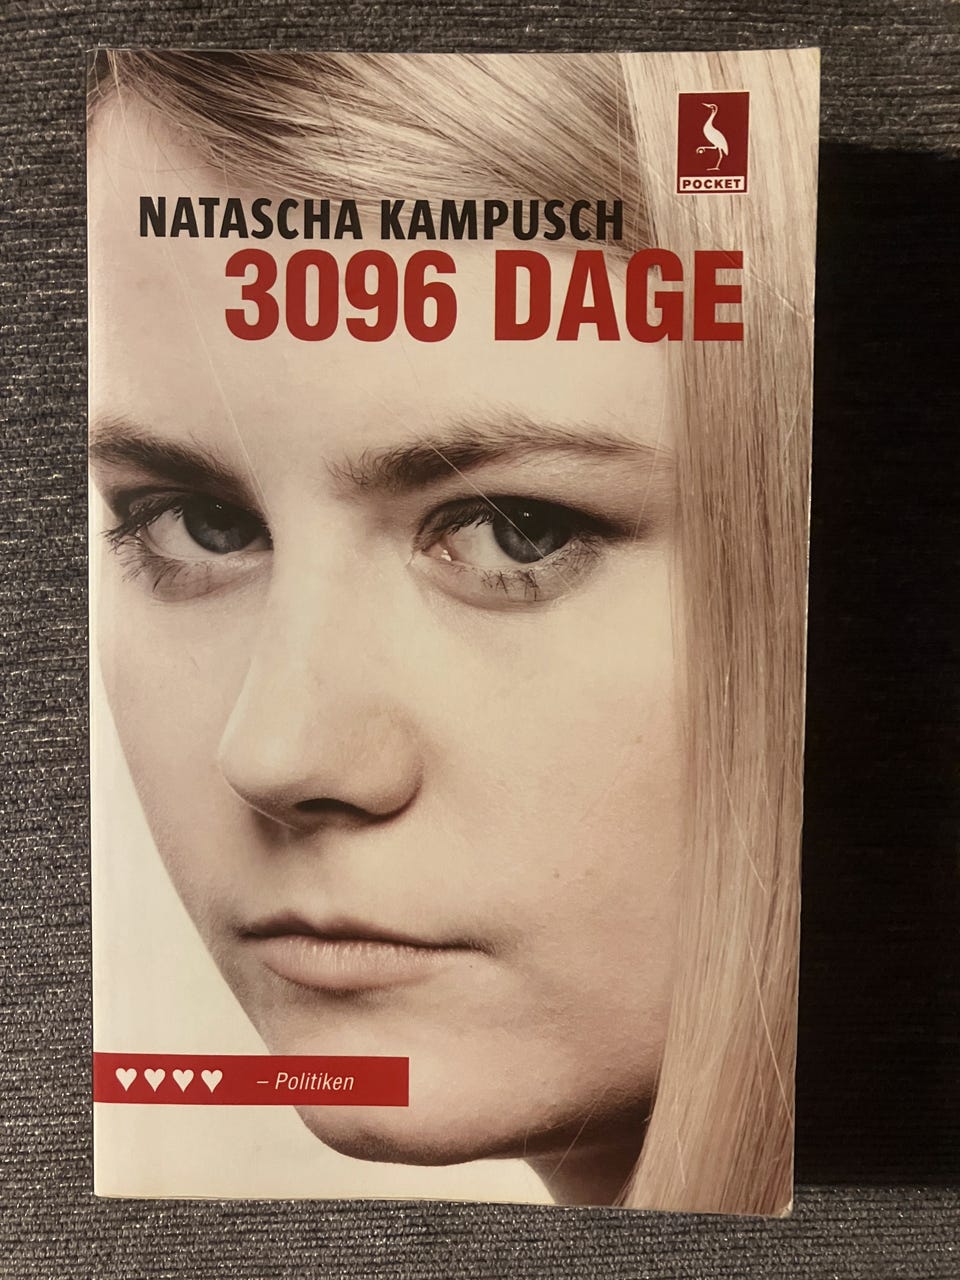 POCKET
NATASCHA KAMPUSCH
3096 DAGE
– Politiken